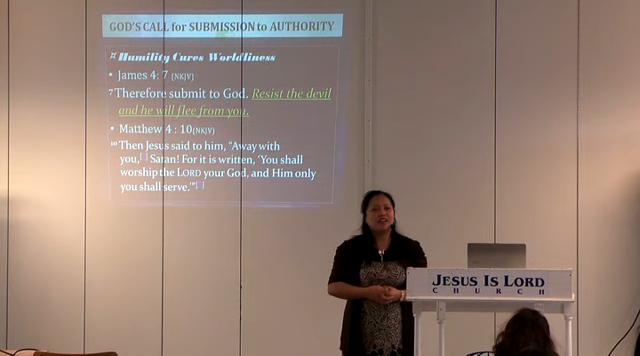 GOD'S CALL for SUBMISSION to AUTHORITY
Humility Cures Worldliness
• James 4: 7 (NKJV)
7 Therefore submit to God. Resist the devil
and he will flee from you.
• Matthew 4 : 10(NKJV)
10 Then Jesus said to him, "Away with
you,[ ] Satan! For it is written, 'You shall
worship the LORD your God, and Him only
you shall serve.'"[ ]
JESUS IS LORD
CHURCH